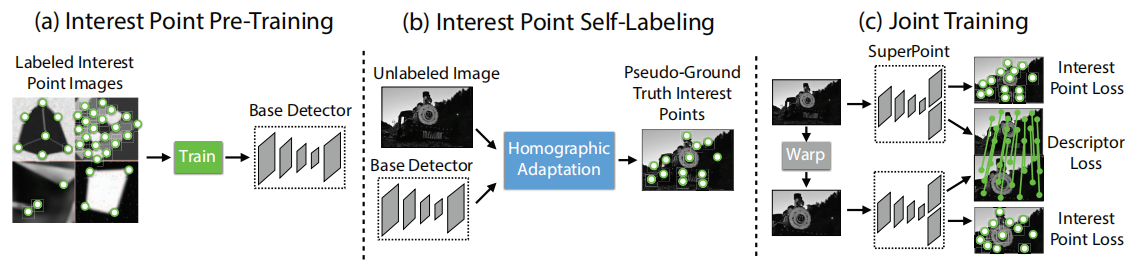 (a) Interest Point Pre-Training
Labeled Interest
Point Images
Base Detector
Train
(b) Interest Point Self-Labeling
Unlabeled Image
Base Detector
Homographic
Adaptation
Pseudo-Ground
Truth Interest
Points
(c) Joint Training
SuperPoint
Warp
Interest
Point Loss
Descriptor
Loss
Interest
Point Loss